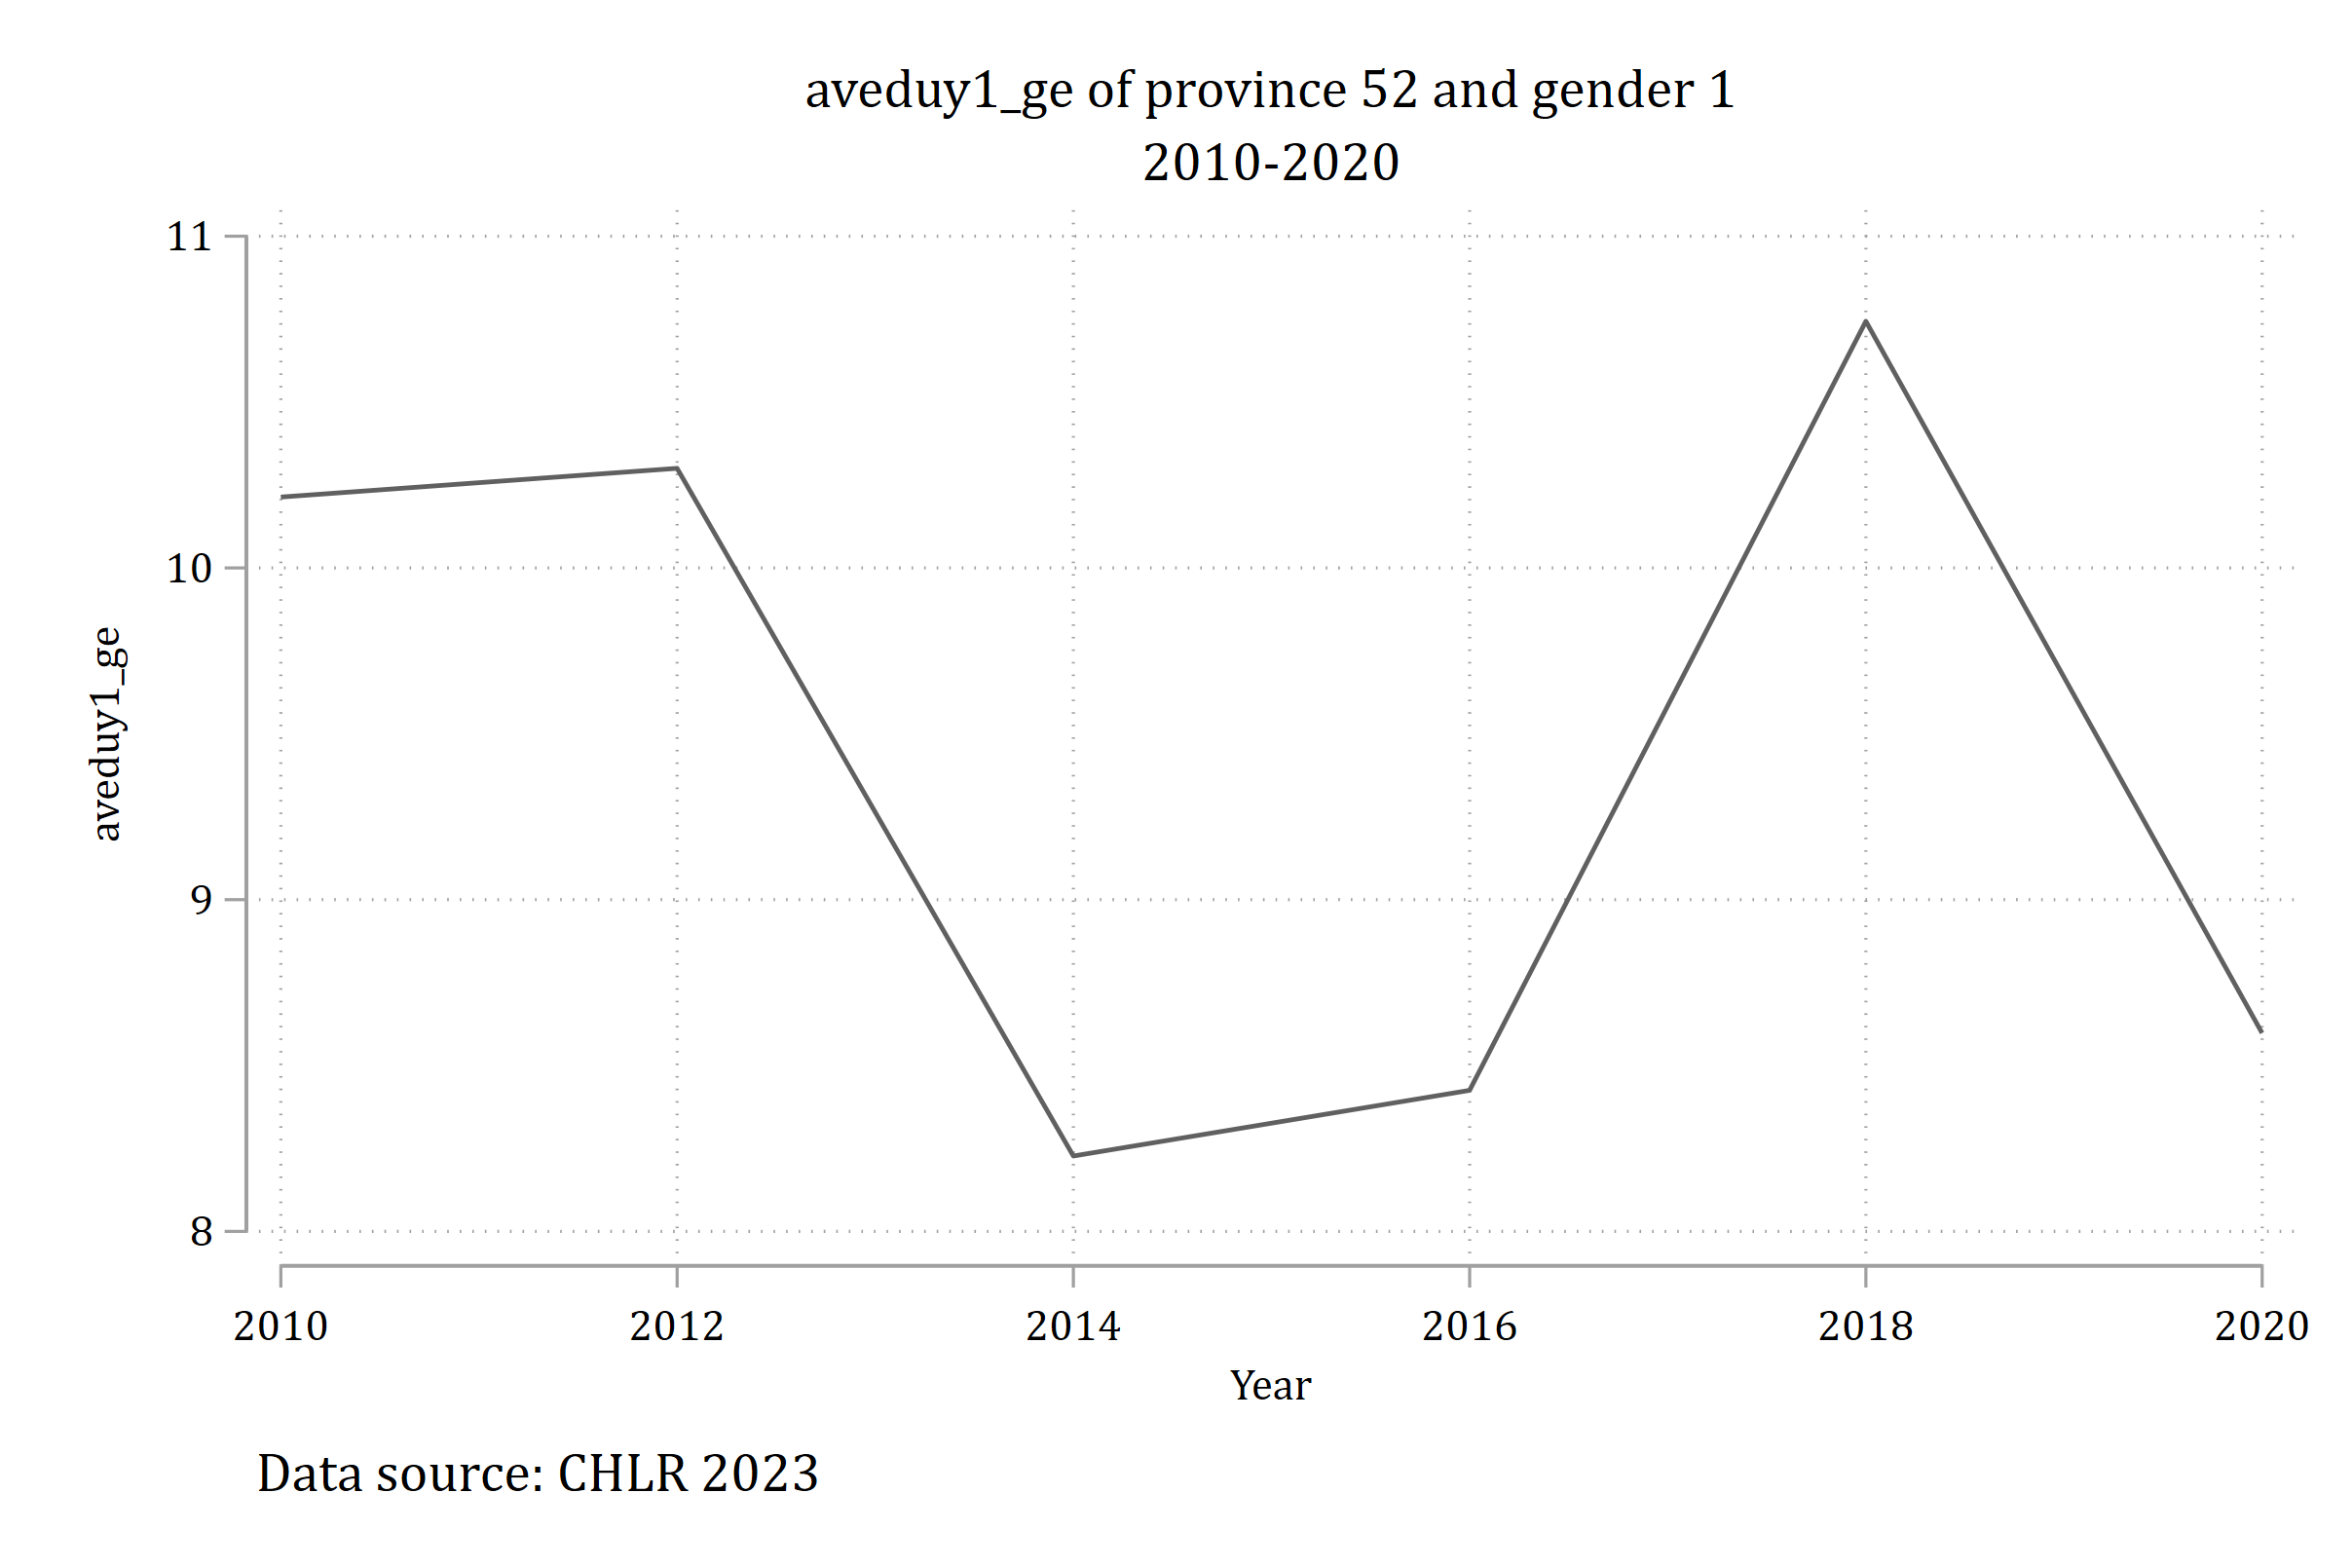 aveduy1_ge of province 52 and gender 1
2010-2020
11
10
9
8
aveduy1_ge
2010 2012 2014 2016 2018 2020
Year
Data source: CHLR 2023